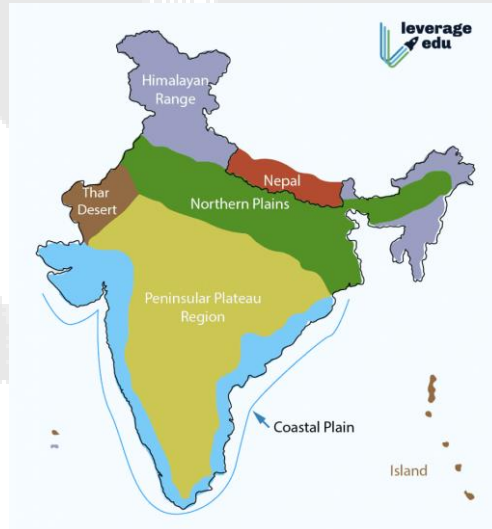 leverage
edu
Himalayan
Range
Nepal
Thar
Desert
Northern Plains
Peninsular Plateau
Region
Coastal Plain
Island